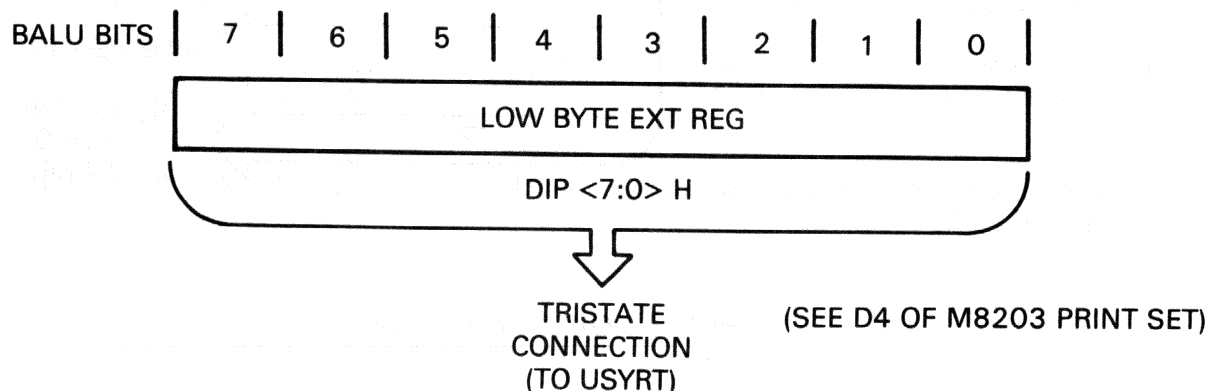 BALU BITS 7 6 5 4 3 2 1 0
LOW BYTE EXT REG
DIP <7:0> H
TRISTATE (SEE D4 OF M8203 PRINT SET)
CONNECTION
(TO USYRT)